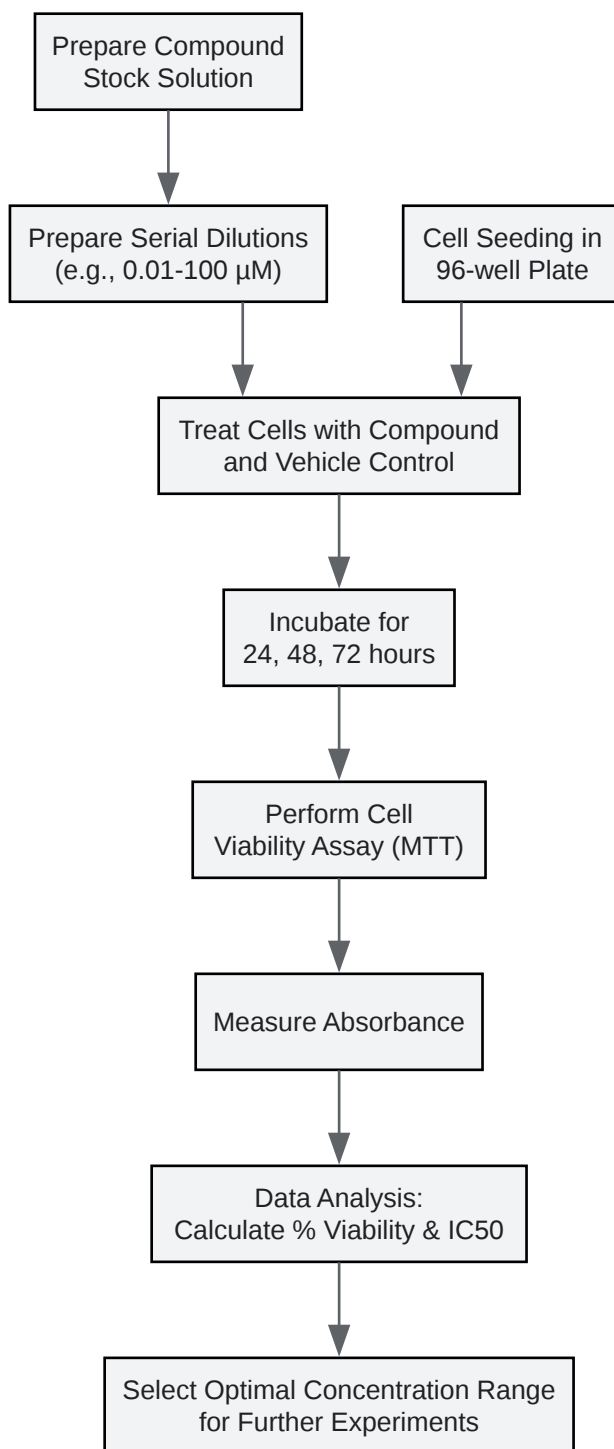 Prepare Compound
Stock Solution
Prepare Serial Dilutions
(e.g., 0.01-100 µM)
Cell Seeding in
96-well Plate
Treat Cells with Compound
and Vehicle Control
Incubate for
24, 48, 72 hours
Perform Cell
Viability Assay (MTT)
Measure Absorbance
Data Analysis:
Calculate % Viability & IC50
Select Optimal Concentration Range
for Further Experiments